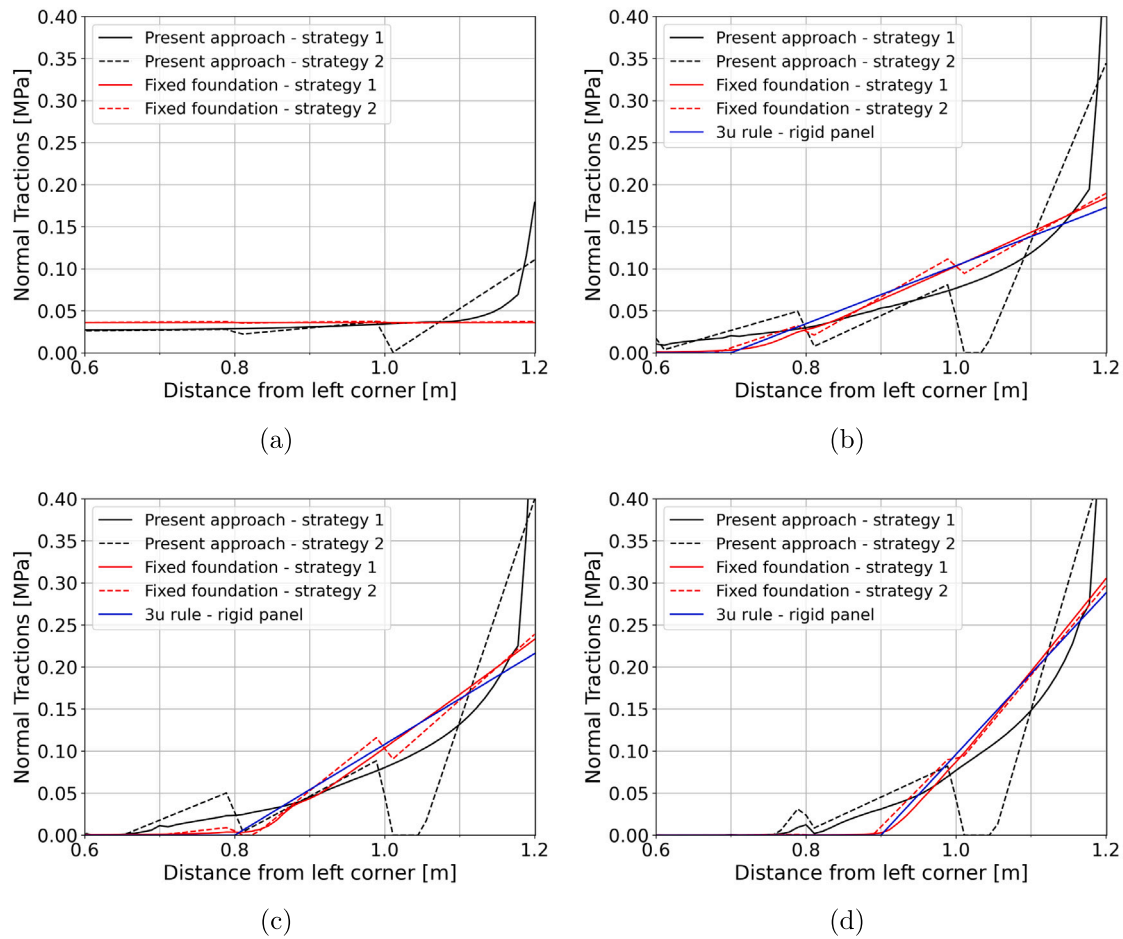 Present approach - strategy 1
Present approach - strategy 2
Fixed foundation - strategy 1
Fixed foundation - strategy 2
Normal Tractions [MPa]
0.40
0.35
0.30
0.25
0.20
0.15
0.10
0.05
0.00
0.6 0.8 1.0 1.2
Distance from left corner [m]
(a)
Present approach - strategy 1
Present approach - strategy 2
Fixed foundation - strategy 1
Fixed foundation - strategy 2
3u rule - rigid panel
Normal Tractions [MPa]
0.40
0.35
0.30
0.25
0.20
0.15
0.10
0.05
0.00
0.6 0.8 1.0 1.2
Distance from left corner [m]
(b)
Present approach - strategy 1
Present approach - strategy 2
Fixed foundation - strategy 1
Fixed foundation - strategy 2
3u rule - rigid panel
Normal Tractions [MPa]
0.40
0.35
0.30
0.25
0.20
0.15
0.10
0.05
0.00
0.6 0.8 1.0 1.2
Distance from left corner [m]
(c)
Present approach - strategy 1
Present approach - strategy 2
Fixed foundation - strategy 1
Fixed foundation - strategy 2
3u rule - rigid panel
Normal Tractions [MPa]
0.40
0.35
0.30
0.25
0.20
0.15
0.10
0.05
0.00
0.6 0.8 1.0 1.2
Distance from left corner [m]
(d)